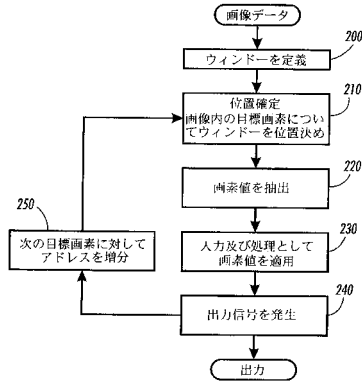 画像データ
200
ウィンドーを定義
210
位置確定
画像内の目標画素につい
てウィンドーを位置決め
220
画素値を抽出
250
次の目標画素に対して
アドレスを増分
230
入力及び処理として
画素値を適用
240
出力信号を発生
出力